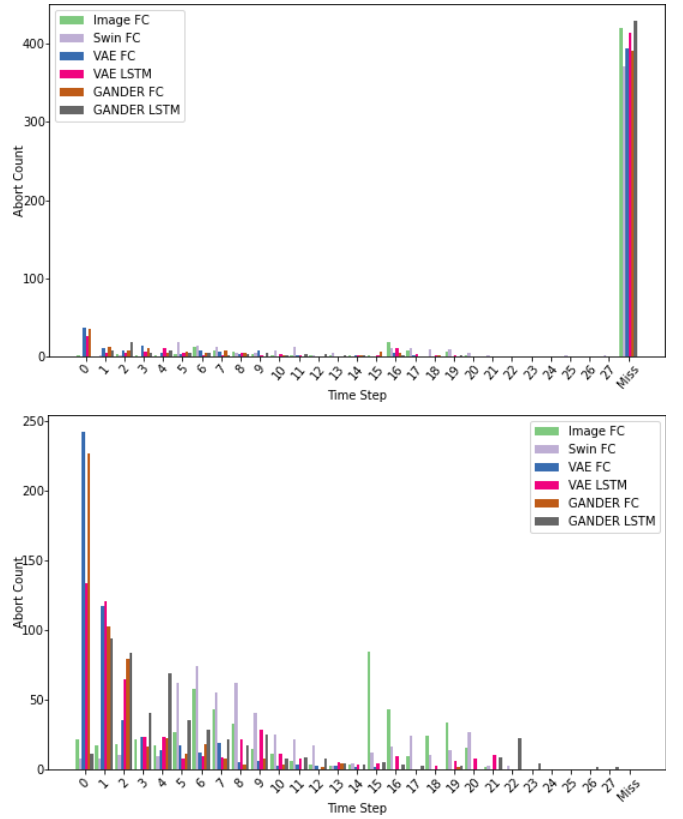 Image FC
Swin FC
VAE FC
VAE LSTM
GANDER FC
GANDER LSTM
400
300
200
100
0
Abort Count
0 1 2 3 4 5 6 7 8 9 10 11 12 13 14 15 16 17 18 19 20 21 22 23 24 25 26 27 Miss
Time Step
Image FC
Swin FC
VAE FC
VAE LSTM
GANDER FC
GANDER LSTM
250
200
150
100
50
0
Abort Count
0 1 2 3 4 5 6 7 8 9 10 11 12 13 14 15 16 17 18 19 20 21 22 23 24 25 26 27 Miss
Time Step